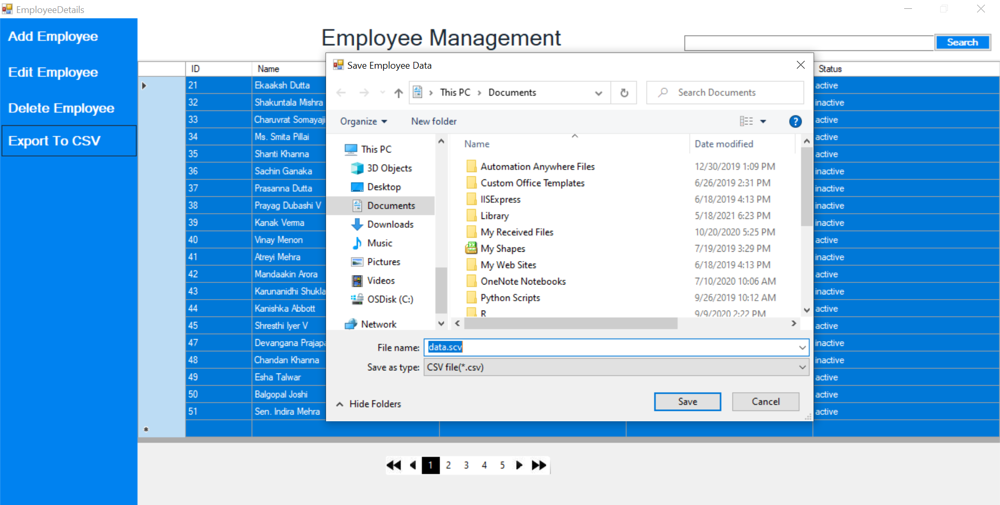 EmployeeDetails
Add Employee
Edit Employee
Delete Employee
Export To CSV
Employee Management
Search
ID Name Status
21 Ekaaksh Dutta active
32 Shakuntala Mishra inactive
33 Charuvrat Somayaji active
34 Ms. Smita Pillai active
35 Shanti Khanna active
36 Sachin Ganaka inactive
37 Prasanna Dutta inactive
38 Prayag Dubashi V inactive
39 Kanak Verma inactive
40 Vinay Menon active
41 Atreyi Mehra inactive
42 Mandaakin Arora active
43 Karunanidhi Shukla inactive
44 Kanishka Abbott active
45 Shresthi Iyer V active
47 Devangana Prajapa inactive
48 Chandan Khanna inactive
49 Esha Talwar active
50 Balgopal Joshi active
51 Sen. Indira Mehra active
Save Employee Data
This PC > Documents
Search Documents
Organize New folder
?
This PC
3D Objects
Desktop
Documents
Downloads
Music
Pictures
Videos
OSDisk (C:)
Network
Name Date modified
Automation Anywhere Files 12/30/2019 1:09 PM
Custom Office Templates 6/26/2019 2:31 PM
IISExpress 6/18/2019 4:13 PM
Library 5/18/2021 6:23 PM
My Received Files 10/20/2020 5:25 PM
My Shapes 7/19/2019 3:29 PM
My Web Sites 6/18/2019 4:13 PM
OneNote Notebooks 7/10/2020 10:06 AM
Python Scripts 9/26/2019 10:12 AM
R 9/9/2020 2:22 PM
File name: data.scv
Save as type: CSV file(*.csv)
Hide Folders
Save
Cancel
1 2 3 4 5